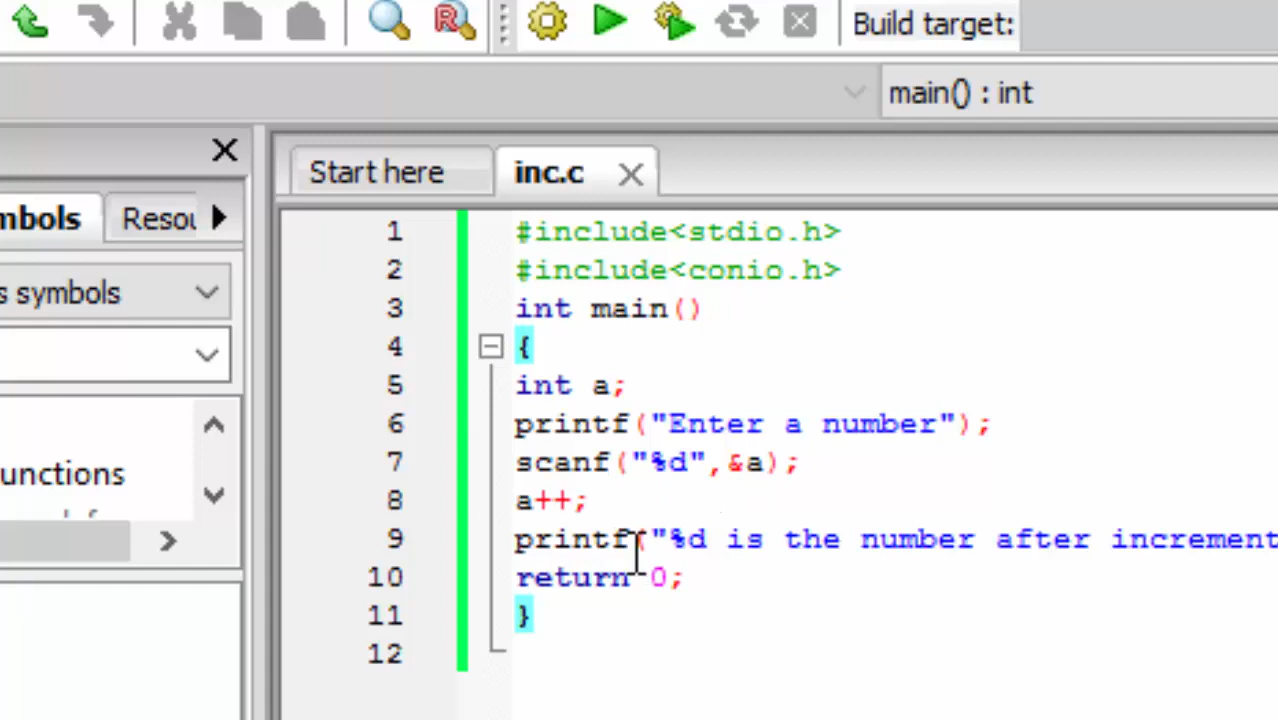 Build target:
main() : int
Start here
inc.c
mbols
Resou
s symbols
unctions
1 #include<stdio.h>
2 #include<conio.h>
3 int main()
4 {
5 int a;
6 printf("Enter a number");
7 scanf("%d",&a);
8 a++;
9 printf("%d is the number after increment
10 return 0;
11 }
12